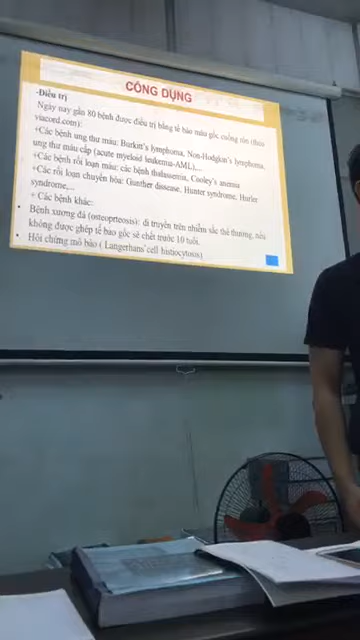 CÔNG DỤNG
-Điều trị
Ngày nay gần 80 bệnh được điều trị bằng tế bào máu gốc cuống rốn (theo
viacord.com):
+Các bệnh ung thư máu: Burkitt's lymphoma, Non-Hodgkin's lymphoma,
ung thư máu cấp (acute myeloid leukemia-AML),...
+Các bệnh rối loạn máu: các bệnh thalassemia, Cooley's anemia
+Các rối loạn chuyển hóa: Gunther disease, Hunter syndrome, Hurler
syndrome,...
+ Các bệnh khác:
• Bệnh xương đá (osteoprteosis): di truyền trên nhiễm sắc thể thường, nếu
không được ghép tế bao gốc sẽ chết trước 10 tuổi.
• Hội chứng mô bào ( Langerhans' cell histiocytosis)